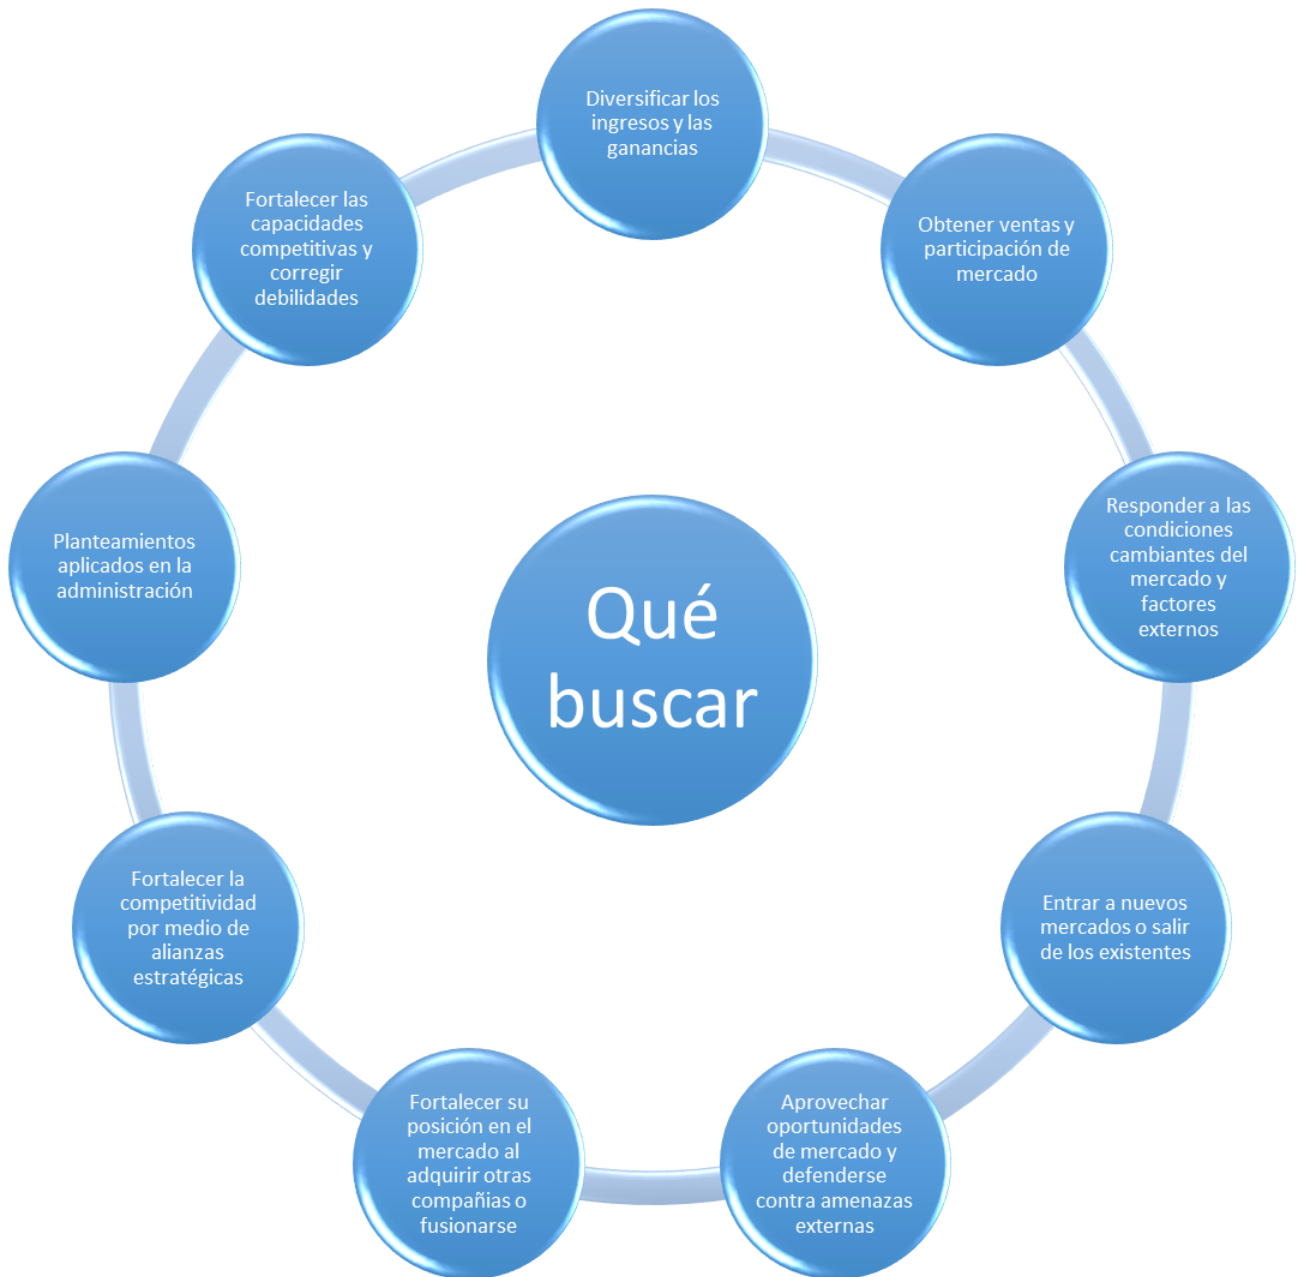 Diversificar los
ingresos y las
ganancias
Obtener ventas y
participación de
mercado
Responder a las
condiciones
cambiantes del
mercado y
factores
externos
Entrar a nuevos
mercados o salir
de los existentes
Aprovechar
oportunidades
de mercado y
defenderse
contra amenazas
externas
Fortalecer su
posición en el
mercado al
adquirir otras
compañias o
fusionarse
Fortalecer la
competitividad
por medio de
alianzas
estratégicas
Planteamientos
aplicados en la
administración
Fortalecer las
capacidades
competitivas y
corregir
debilidades
Qué
buscar